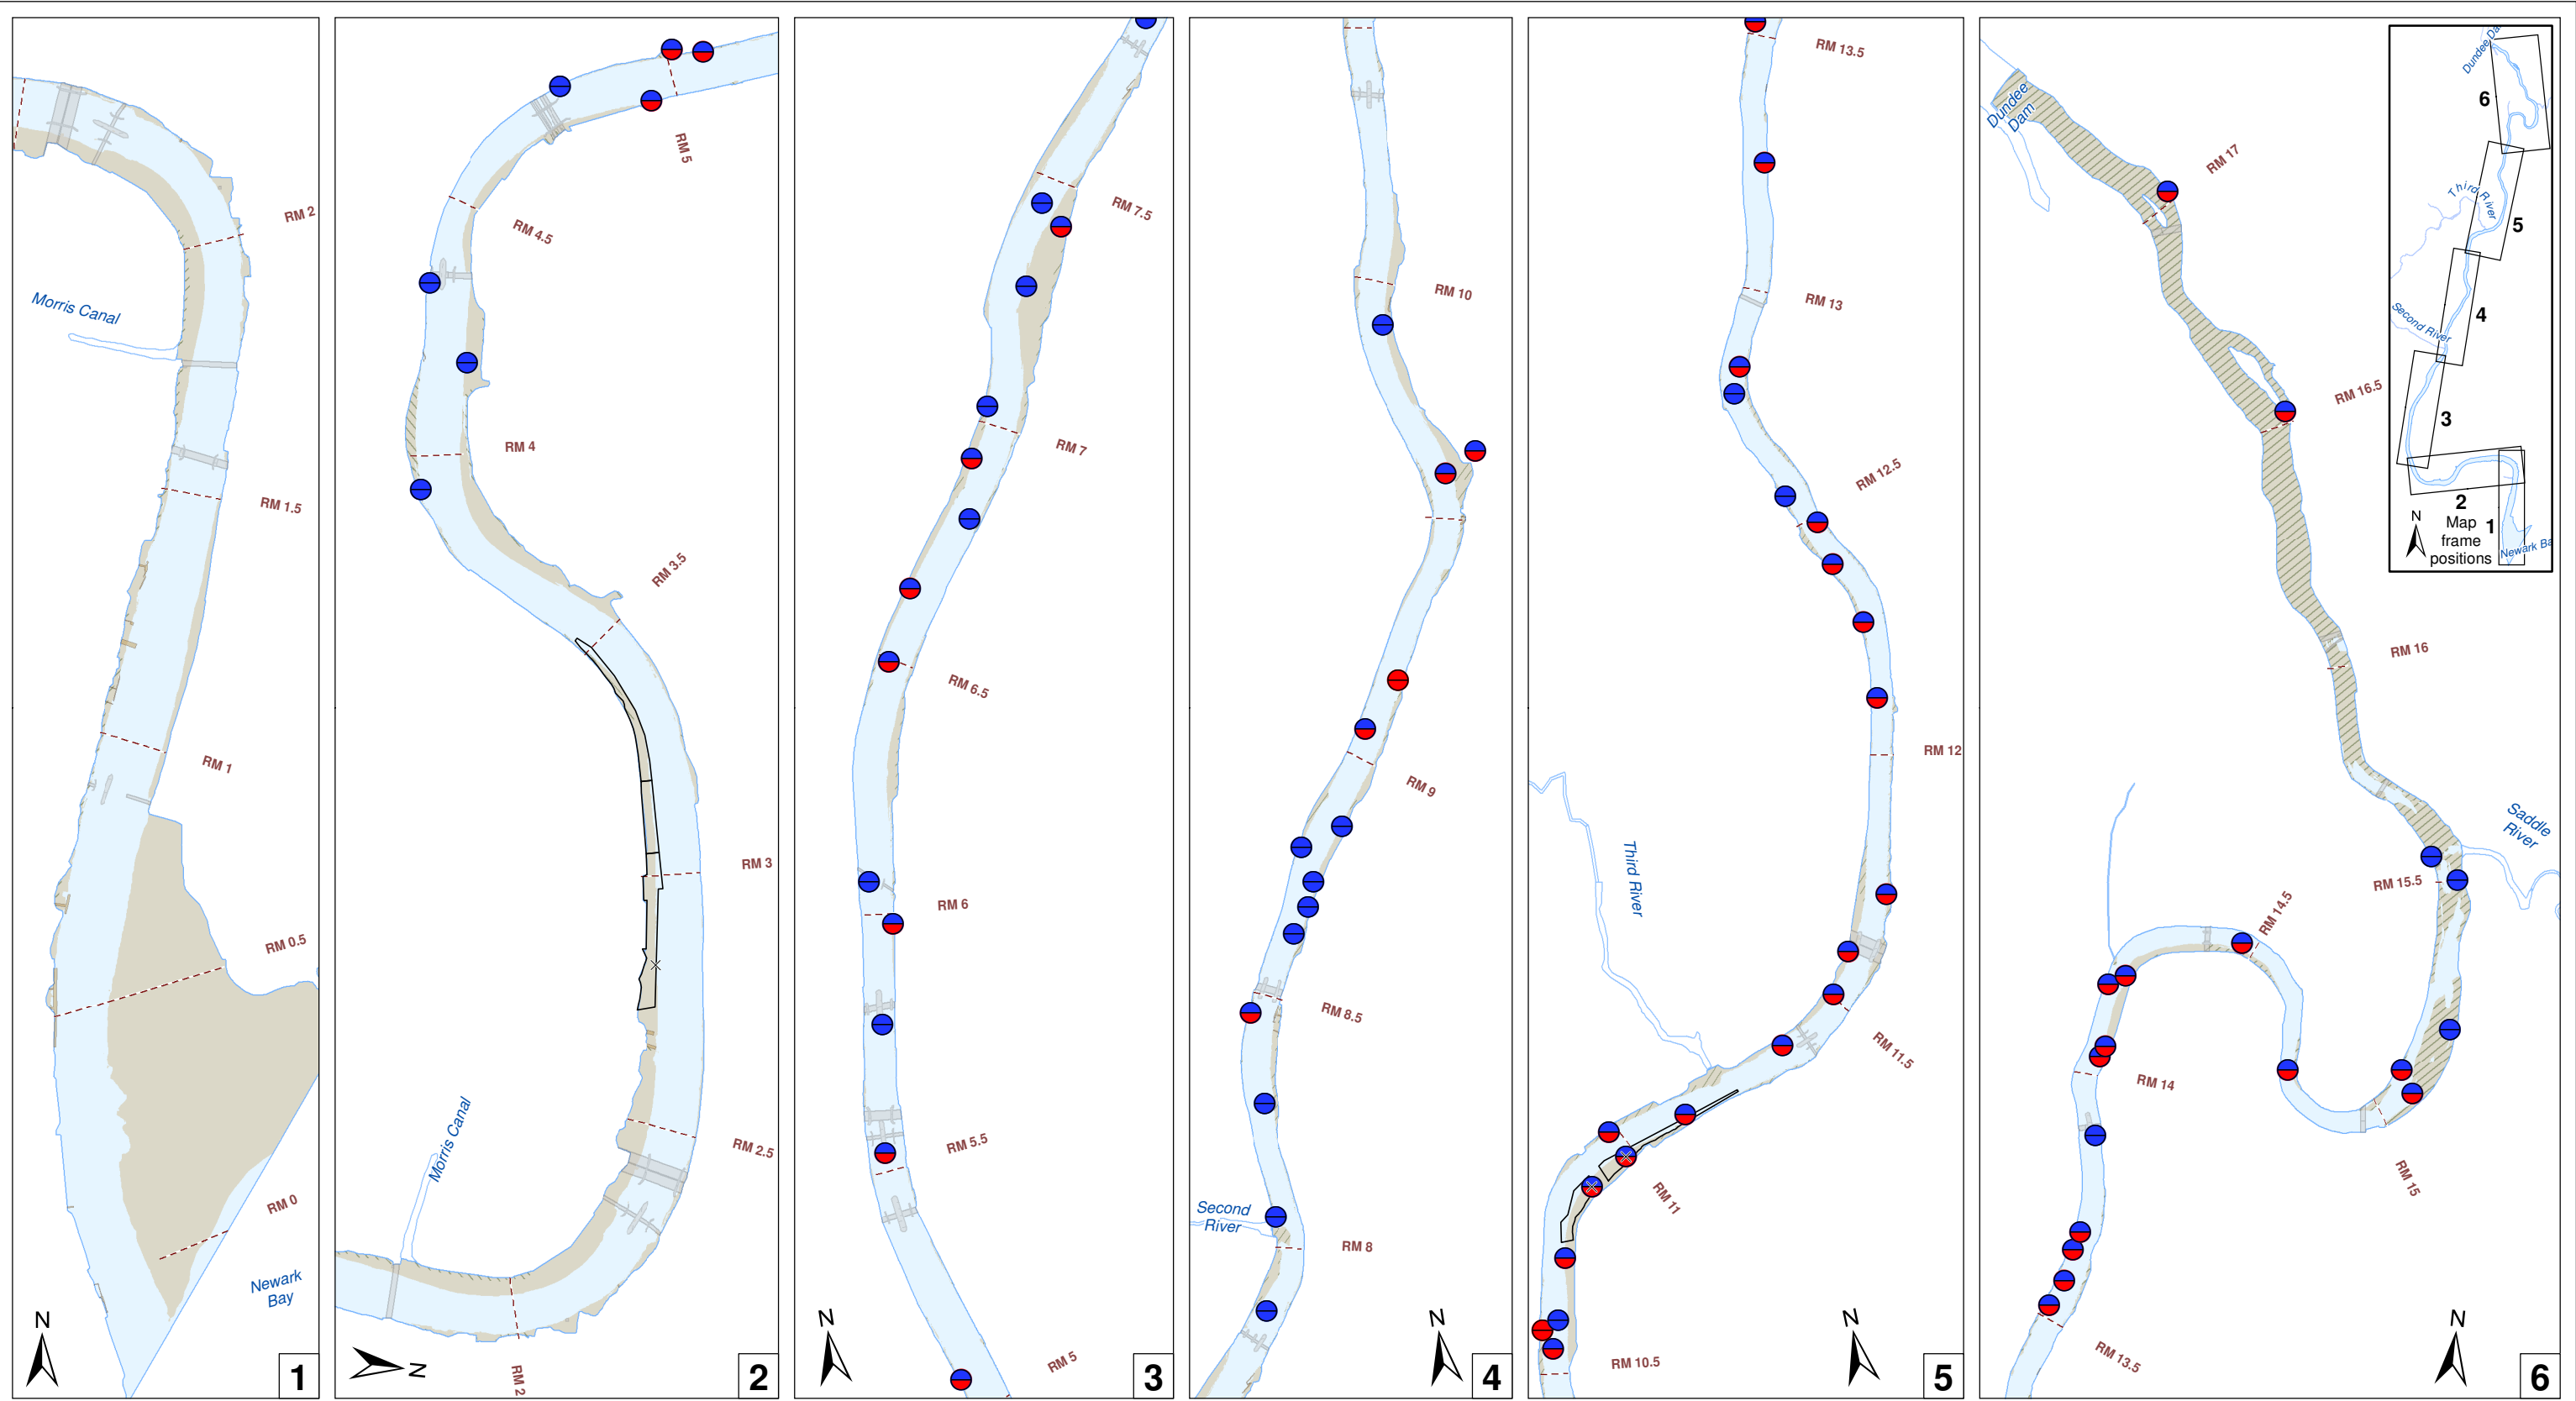 RM 2
Morris Canal
RM 1.5
RM 1
RM 0.5
RM 0
Newark
Bay
N
1
RM 5
RM 4.5
RM 4
RM 3.5
RM 3
RM 2.5
Morris Canal
RM 2
N
2
RM 7.5
RM 7
RM 6.5
RM 6
RM 5.5
RM 5
N
3
RM 10
RM 9
RM 8.5
Second
River
RM 8
N
4
RM 13.5
RM 13
RM 12.5
RM 12
Third River
RM 11.5
RM 11
RM 10.5
N
5
Dundee
Dam
RM 17
RM 16.5
RM 16
Saddle
River
RM 15.5
RM 14.5
RM 14
RM 15
RM 13.5
N
6
Dundee Da
6
Third River
5
Second River
4
3
2
1
N
Map
frame
positions
Newark Ba